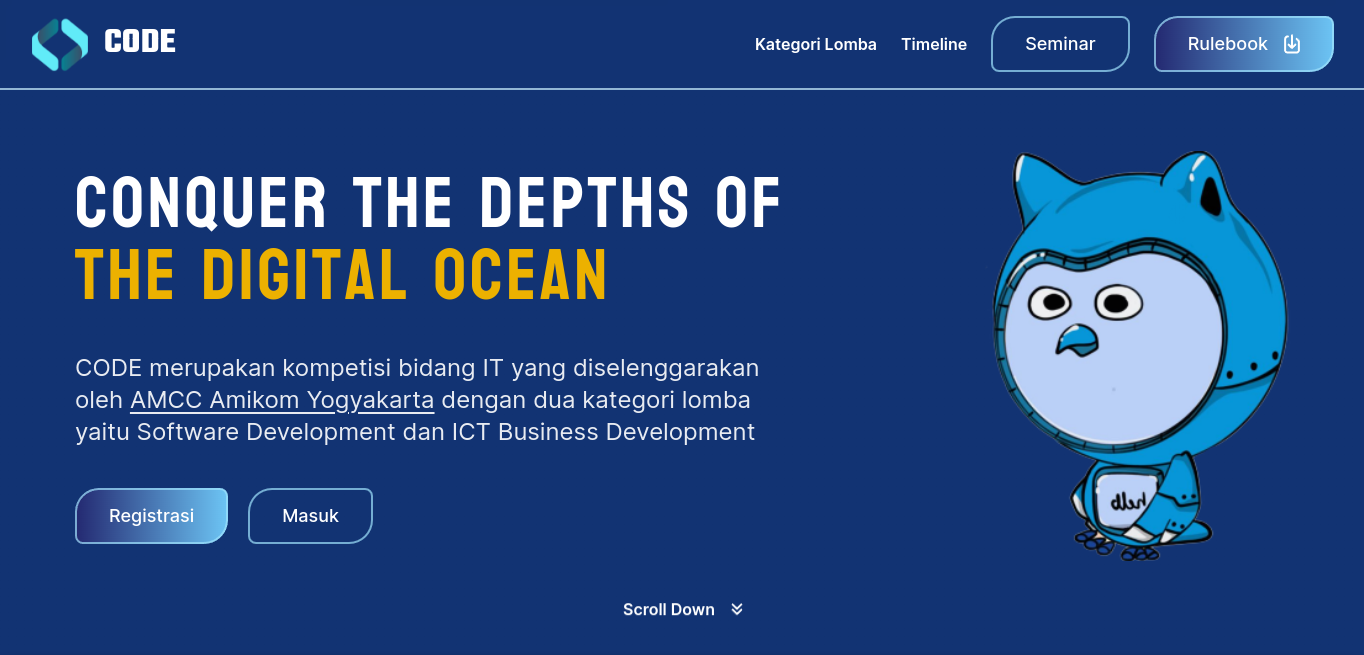 CODE
Kategori Lomba
Timeline
Seminar
Rulebook
CONQUER THE DEPTHS OF
THE DIGITAL OCEAN
CODE merupakan kompetisi bidang IT yang diselenggarakan
oleh AMCC Amikom Yogyakarta dengan dua kategori lomba
yaitu Software Development dan ICT Business Development
Registrasi
Masuk
Scroll Down